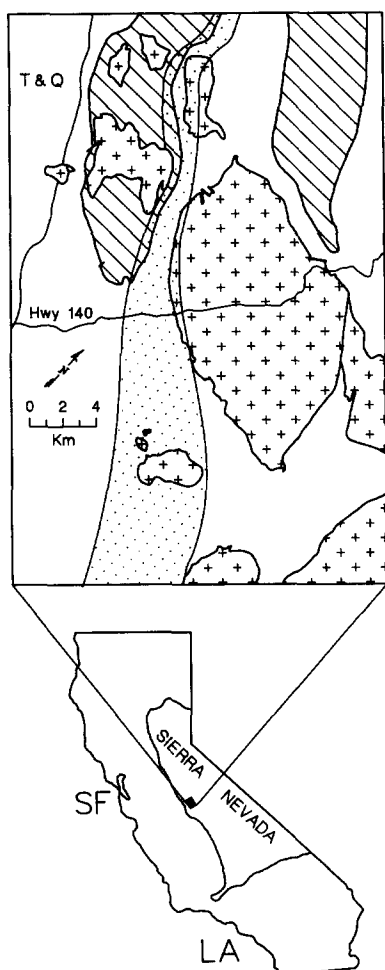 T & Q
Hwy 140
N
0 2 4
Km
SIERRA
NEVADA
SF
LA